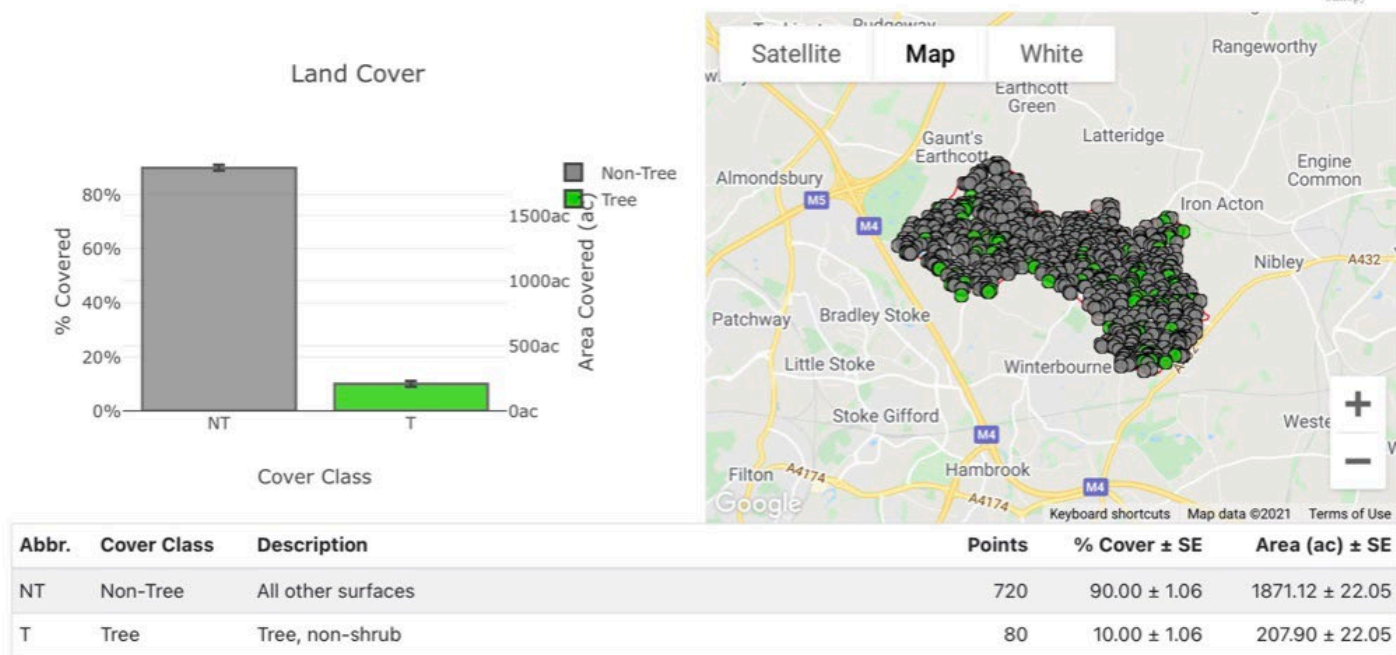 Land Cover
% Covered
80%
60%
40%
20%
0%
NT
T
Cover Class
1500ac
1000ac
500ac
0ac
Area Covered (ac)
Non-Tree
Tree
Satellite
Map
White
Rudgeway
Rangeworthy
Earthcott
Green
Latteridge
Gaunt's
Earthcott
Engine
Common
Almondsbury
M5
Iron Acton
M4
Nibley
A432
Patchway
Bradley Stoke
Little Stoke
Winterbourne
Stoke Gifford
M4
Filton
A4174
Hambrook
A4174
M4
+
−
Google
Keyboard shortcuts Map data ©2021 Terms of Use
Abbr. Cover Class Description Points % Cover ± SE Area (ac) ± SE
NT Non-Tree All other surfaces 720 90.00 ± 1.06 1871.12 ± 22.05
T Tree Tree, non-shrub 80 10.00 ± 1.06 207.90 ± 22.05